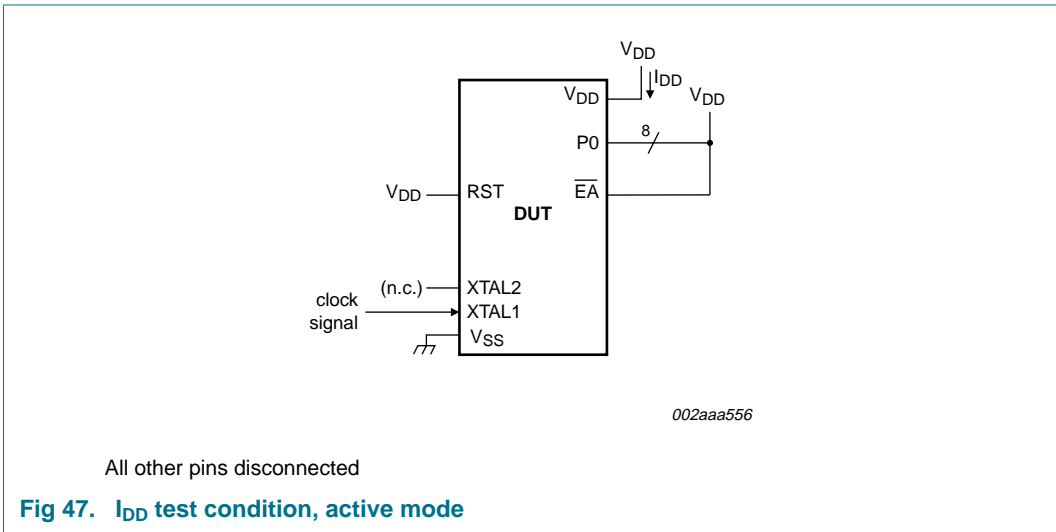 VDD
IDD
VDD
VDD
8
P0
VDD
RST
EA
DUT
(n.c.)
XTAL2
clock
signal
XTAL1
VSS
002aaa556
All other pins disconnected
Fig 47. IDD test condition, active mode